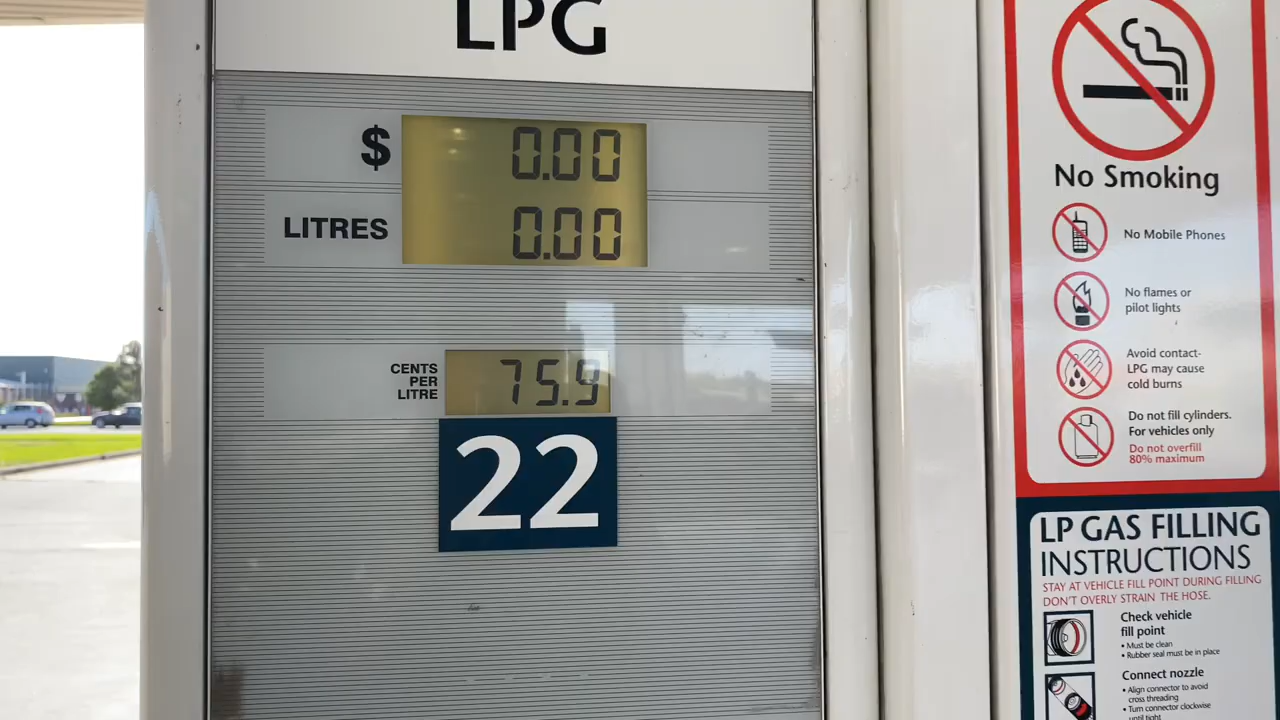 LPG
$ 0.00
LITRES 0.00
CENTS
PER
LITRE
75.9
22
No Smoking
No Mobile Phones
No flames or
pilot lights
Avoid contact-
LPG may cause
cold burns
Do not fill cylinders.
For vehicles only
Do not overfill
80% maximum
LP GAS FILLING
INSTRUCTIONS
STAY AT VEHICLE FILL POINT DURING FILLING
DON'T OVERLY STRAIN THE HOSE.
Check vehicle
fill point
• Must be clean
• Rubber seal must be in place
Connect nozzle
• Align connector to avoid
cross threading
• Turn connector clockwise
until tight